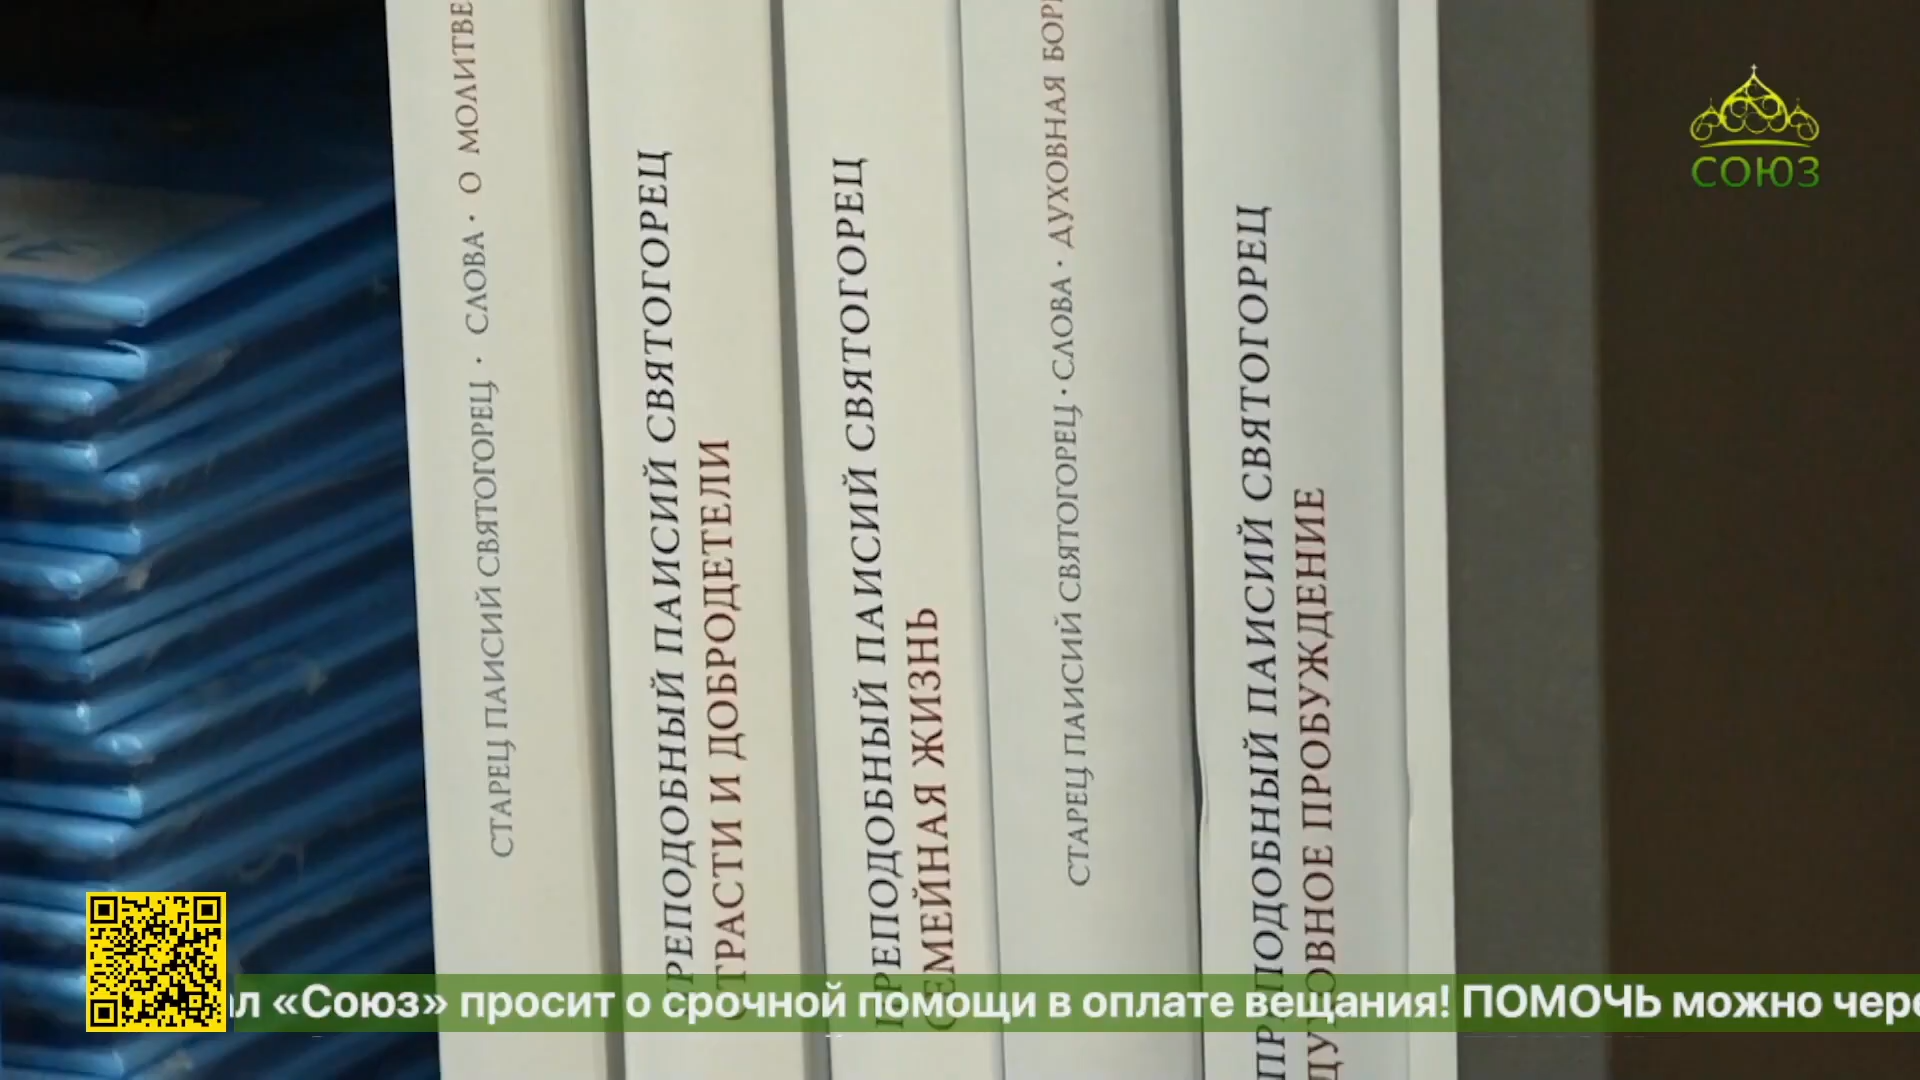 СТАРЕЦ ПАИСИЙ СВЯТОГОРЕЦ · СЛОВА · О МОЛИТВЕ
ПРЕПОДОБНЫЙ ПАИСИЙ СВЯТОГОРЕЦ
СТРАСТИ И ДОБРОДЕТЕЛИ
ПРЕПОДОБНЫЙ ПАИСИЙ СВЯТОГОРЕЦ
СЕМЕЙНАЯ ЖИЗНЬ
СТАРЕЦ ПАИСИЙ СВЯТОГОРЕЦ · СЛОВА · ДУХОВНАЯ БОР
ПРЕПОДОБНЫЙ ПАИСИЙ СВЯТОГОРЕЦ
ДУХОВНОЕ ПРОБУЖДЕНИЕ
СОЮЗ
ал «Союз» просит о срочной помощи в оплате вещания! ПОМОЧЬ можно чере